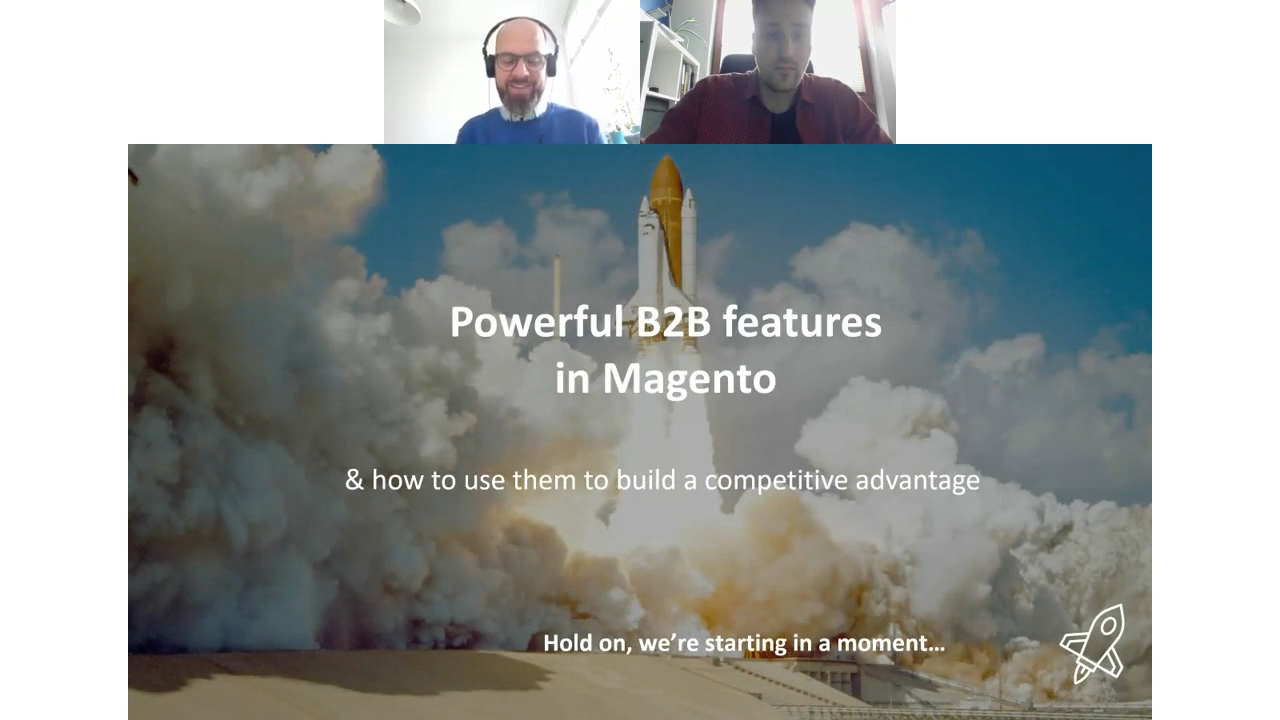 Powerful B2B features
in Magento
& how to use them to build a competitive advantage
Hold on, we’re starting in a moment…